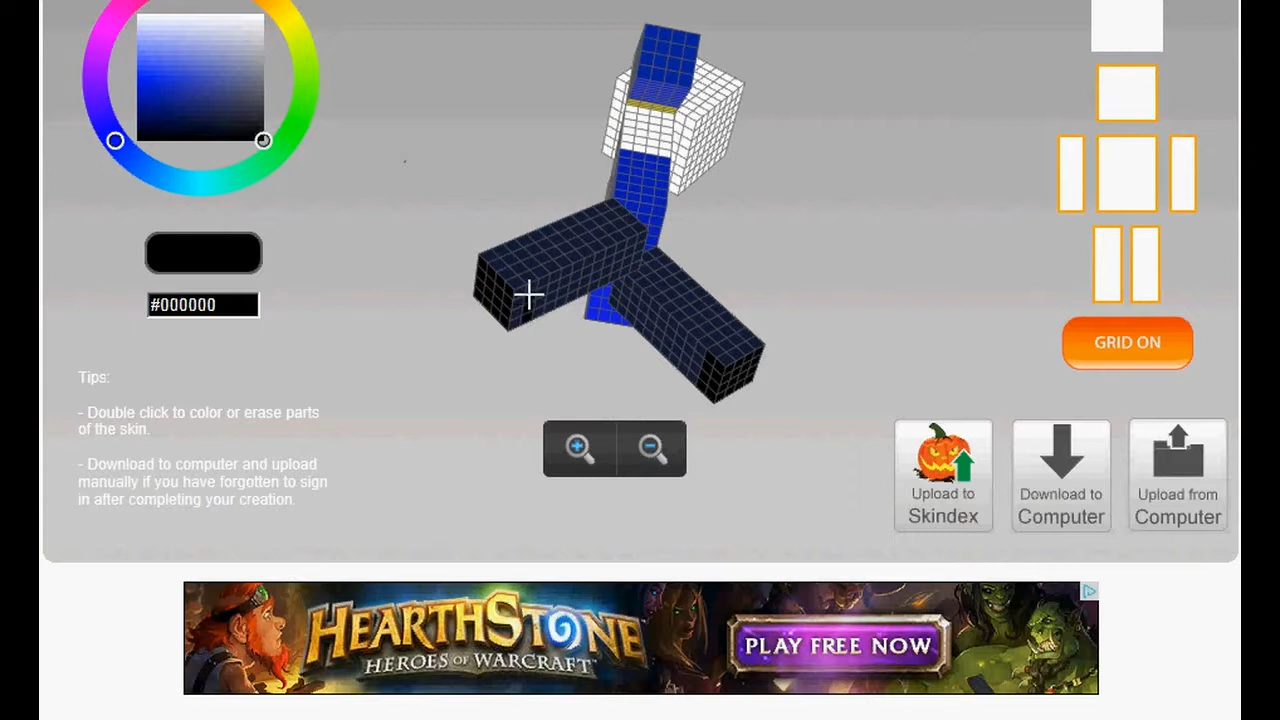 #000000
Tips:
- Double click to color or erase parts
of the skin.
- Download to computer and upload
manually if you have forgotten to sign
in after completing your creation.
GRID ON
Upload to
Skindex
Download to
Computer
Upload from
Computer
HEARTHSTONE
HEROES OF WARCRAFT
PLAY FREE NOW